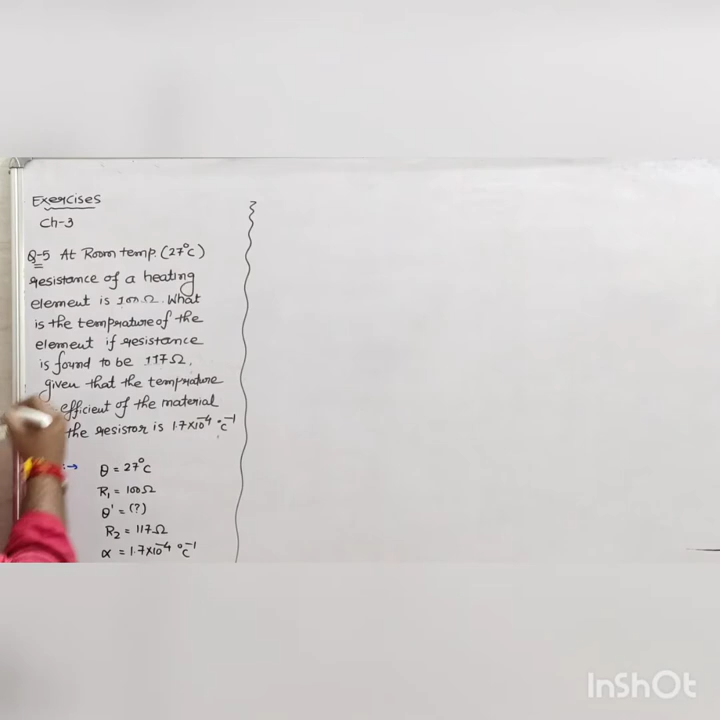 Exercises
Ch-3
Q-5 At Room temp. (27°C)
resistance of a heating
element is 100Ω. What
is the temprature of the
element if resistance
is found to be 117Ω,
given that the temprature
efficient of the material
the resistor is 1.7×10⁻⁴ °C⁻¹
:→ θ = 27°C
R₁ = 100Ω
θ' = (?)
R₂ = 117Ω
α = 1.7×10⁻⁴ °C⁻¹
InShOt